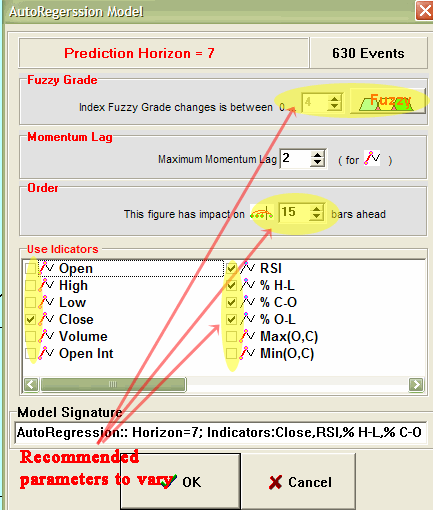 AutoRegerssion Model
Prediction Horizon = 7
630 Events
Fuzzy Grade
Index Fuzzy Grade changes is between 0
4
Fuzzy
Momentum Lag
Maximum Momentum Lag 2 ( for )
Order
This figure has impact on 15 bars ahead
Use Idicators
Open
High
Low
Close
Volume
Open Int
RSI
% H-L
% C-O
% O-L
Max(O,C)
Min(O,C)
Model Signature
AutoRegression:: Horizon=7; Indicators:Close,RSI,% H-L,% C-O
Recommended
parameters to vary
OK
Cancel